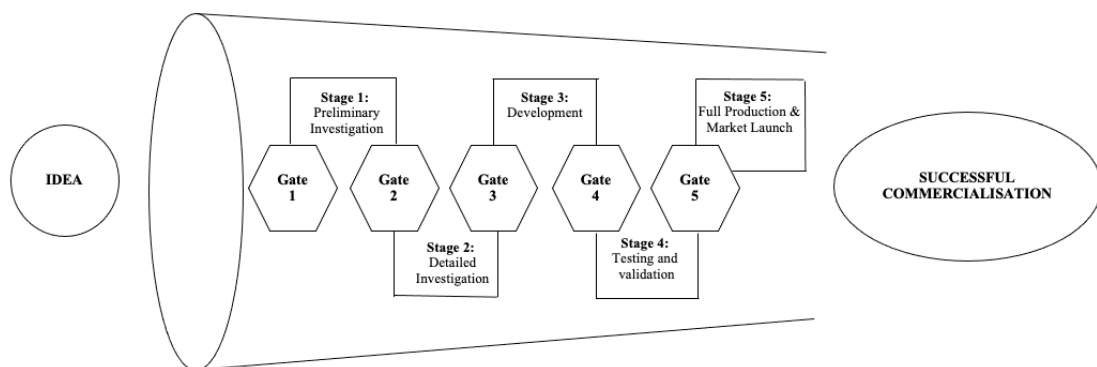 IDEA
Gate
1
Stage 1:
Preliminary
Investigation
Gate
2
Stage 2:
Detailed
Investigation
Gate
3
Stage 3:
Development
Gate
4
Stage 4:
Testing and
validation
Gate
5
Stage 5:
Full Production &
Market Launch
SUCCESSFUL
COMMERCIALISATION